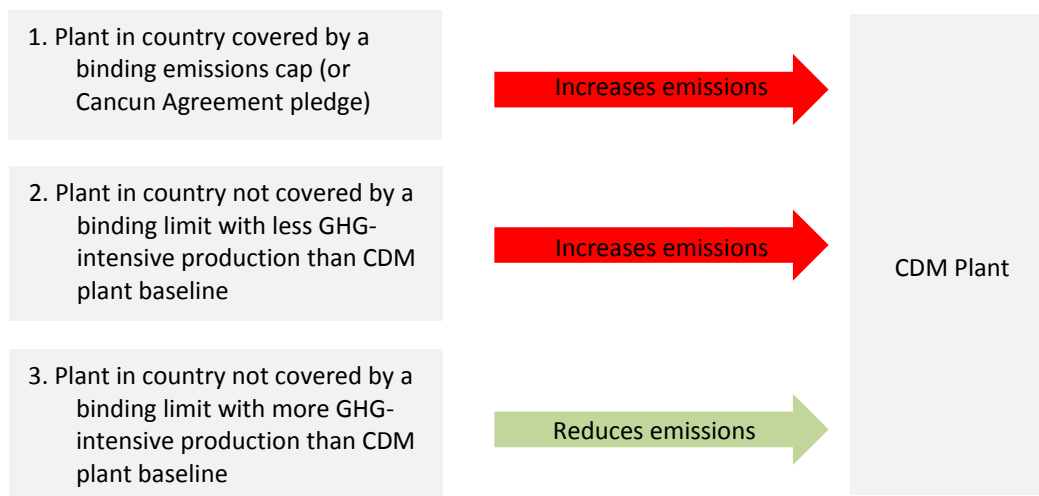 1. Plant in country covered by a
binding emissions cap (or
Cancun Agreement pledge)
Increases emissions
2. Plant in country not covered by a
binding limit with less GHG-
intensive production than CDM
plant baseline
Increases emissions
CDM Plant
3. Plant in country not covered by a
binding limit with more GHG-
intensive production than CDM
plant baseline
Reduces emissions